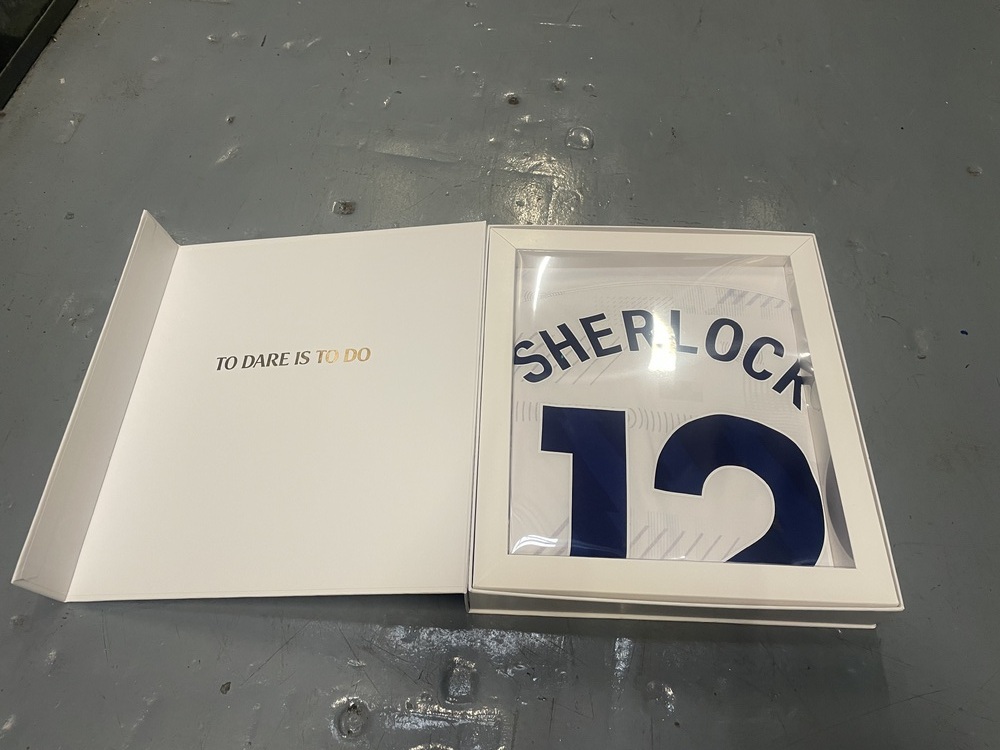 TO DARE IS TO DO
SHERLOCK
12